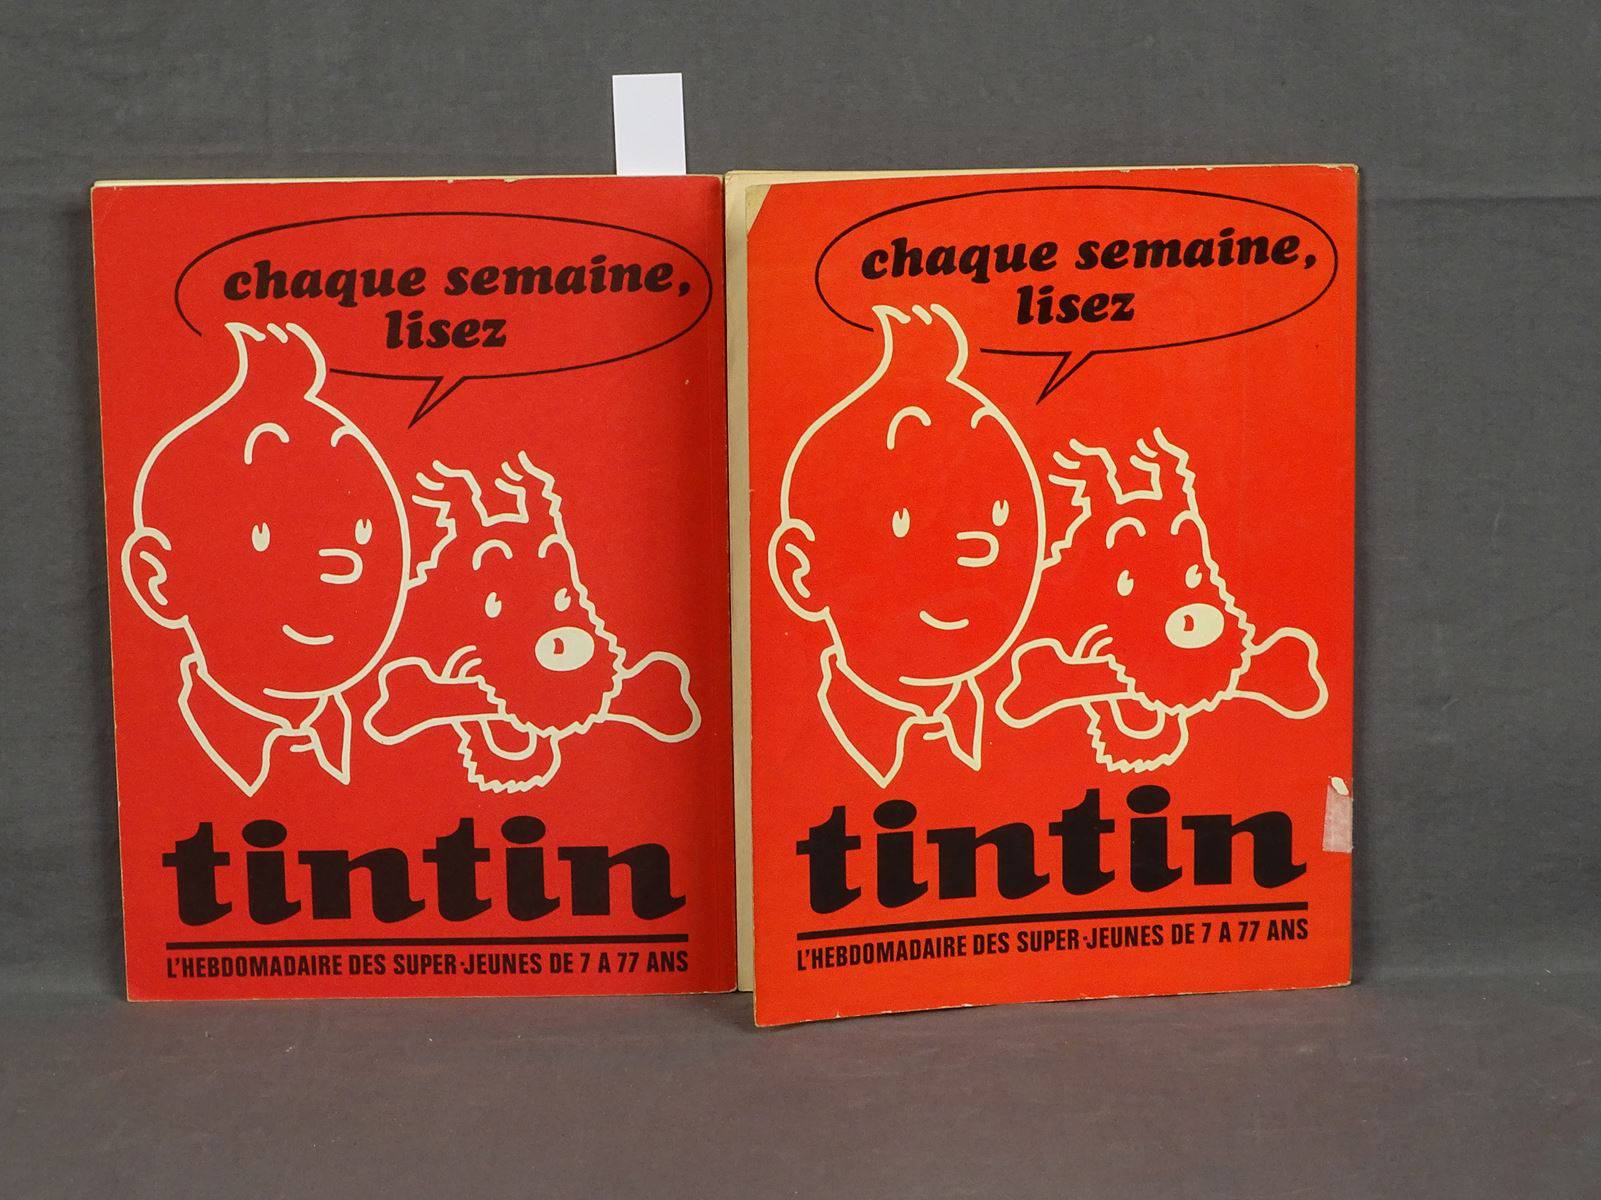 chaque semaine,
lisez
tintin
L'HEBDOMADAIRE DES SUPER-JEUNES DE 7 A 77 ANS
chaque semaine,
lisez
tintin
L'HEBDOMADAIRE DES SUPER-JEUNES DE 7 A 77 ANS